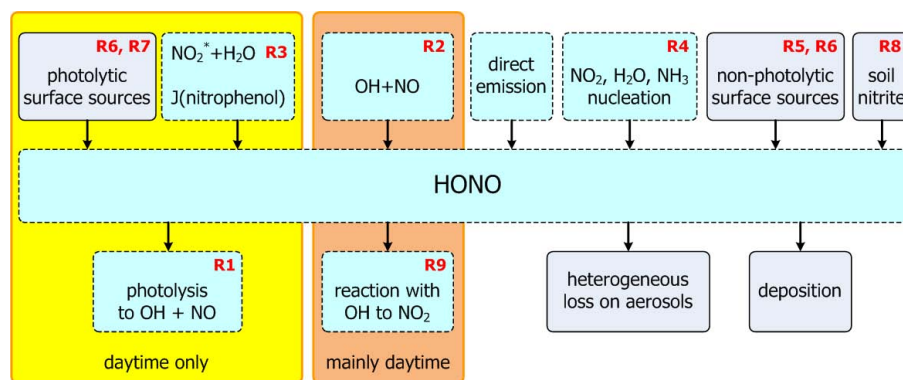 R6, R7
photolytic
surface sources
NO₂*+H₂O R3
J(nitrophenol)
R2
OH+NO
direct
emission
R4
NO₂, H₂O, NH₃
nucleation
R5, R6
non-photolytic
surface sources
R8
soil
nitrite
HONO
R1
photolysis
to OH + NO
R9
reaction with
OH to NO₂
heterogeneous
loss on aerosols
deposition
daytime only
mainly daytime